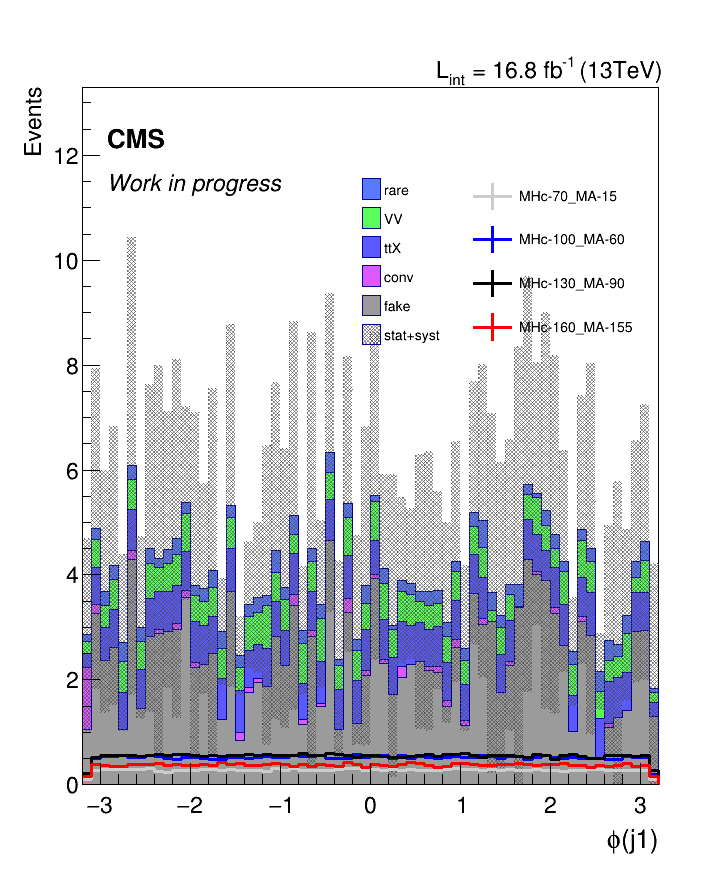 L_int = 16.8 fb^-1 (13TeV)
Events
CMS
Work in progress
rare
VV
ttX
conv
fake
stat+syst
MHc-70_MA-15
MHc-100_MA-60
MHc-130_MA-90
MHc-160_MA-155
12
10
8
6
4
2
0
−3 −2 −1 0 1 2 3
ϕ(j1)